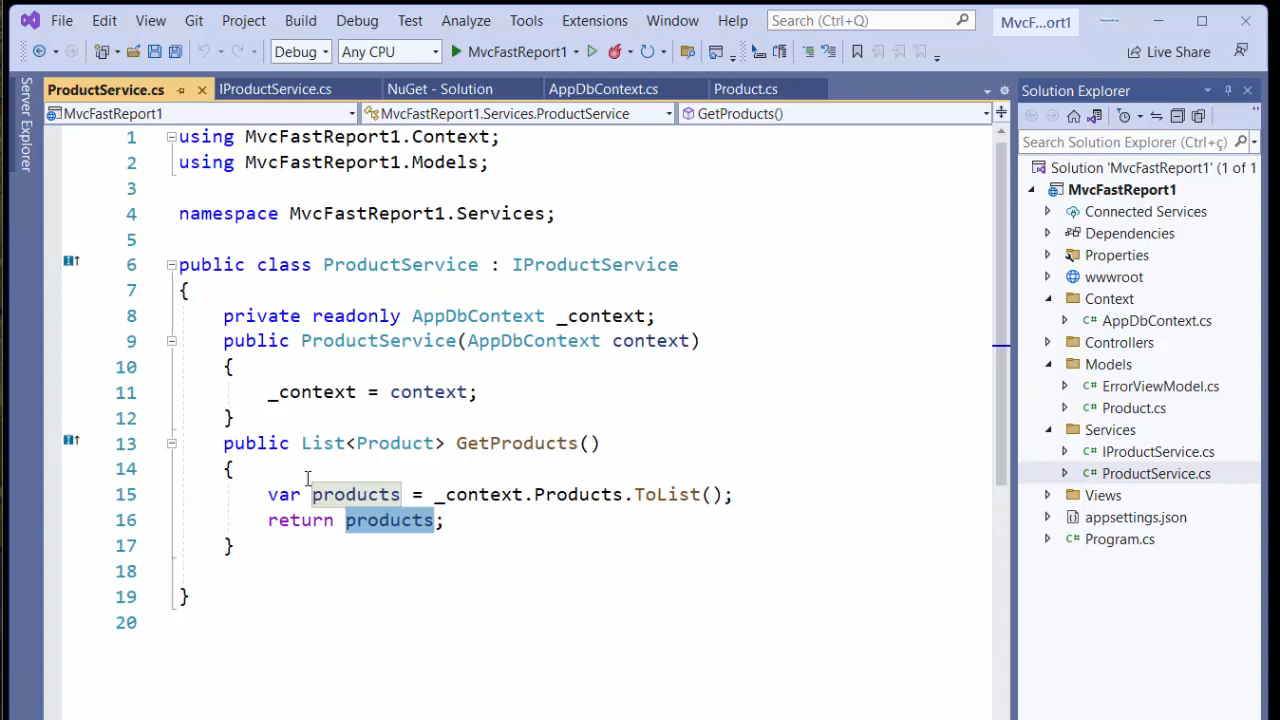 File Edit View Git Project Build Debug Test Analyze Tools Extensions Window Help Search (Ctrl+Q) MvcF...ort1
Debug Any CPU MvcFastReport1 Live Share
Server Explorer
ProductService.cs IProductService.cs NuGet - Solution AppDbContext.cs Product.cs
MvcFastReport1 MvcFastReport1.Services.ProductService GetProducts()
1 using MvcFastReport1.Context;
2 using MvcFastReport1.Models;
3
4 namespace MvcFastReport1.Services;
5
6 public class ProductService : IProductService
7 {
8 private readonly AppDbContext _context;
9 public ProductService(AppDbContext context)
10 {
11 _context = context;
12 }
13 public List<Product> GetProducts()
14 {
15 var products = _context.Products.ToList();
16 return products;
17 }
18
19 }
20
Solution Explorer
Search Solution Explorer (Ctrl+ç)
Solution 'MvcFastReport1' (1 of 1
MvcFastReport1
Connected Services
Dependencies
Properties
wwwroot
Context
C# AppDbContext.cs
Controllers
Models
C# ErrorViewModel.cs
C# Product.cs
Services
C# IProductService.cs
C# ProductService.cs
Views
appsettings.json
C# Program.cs